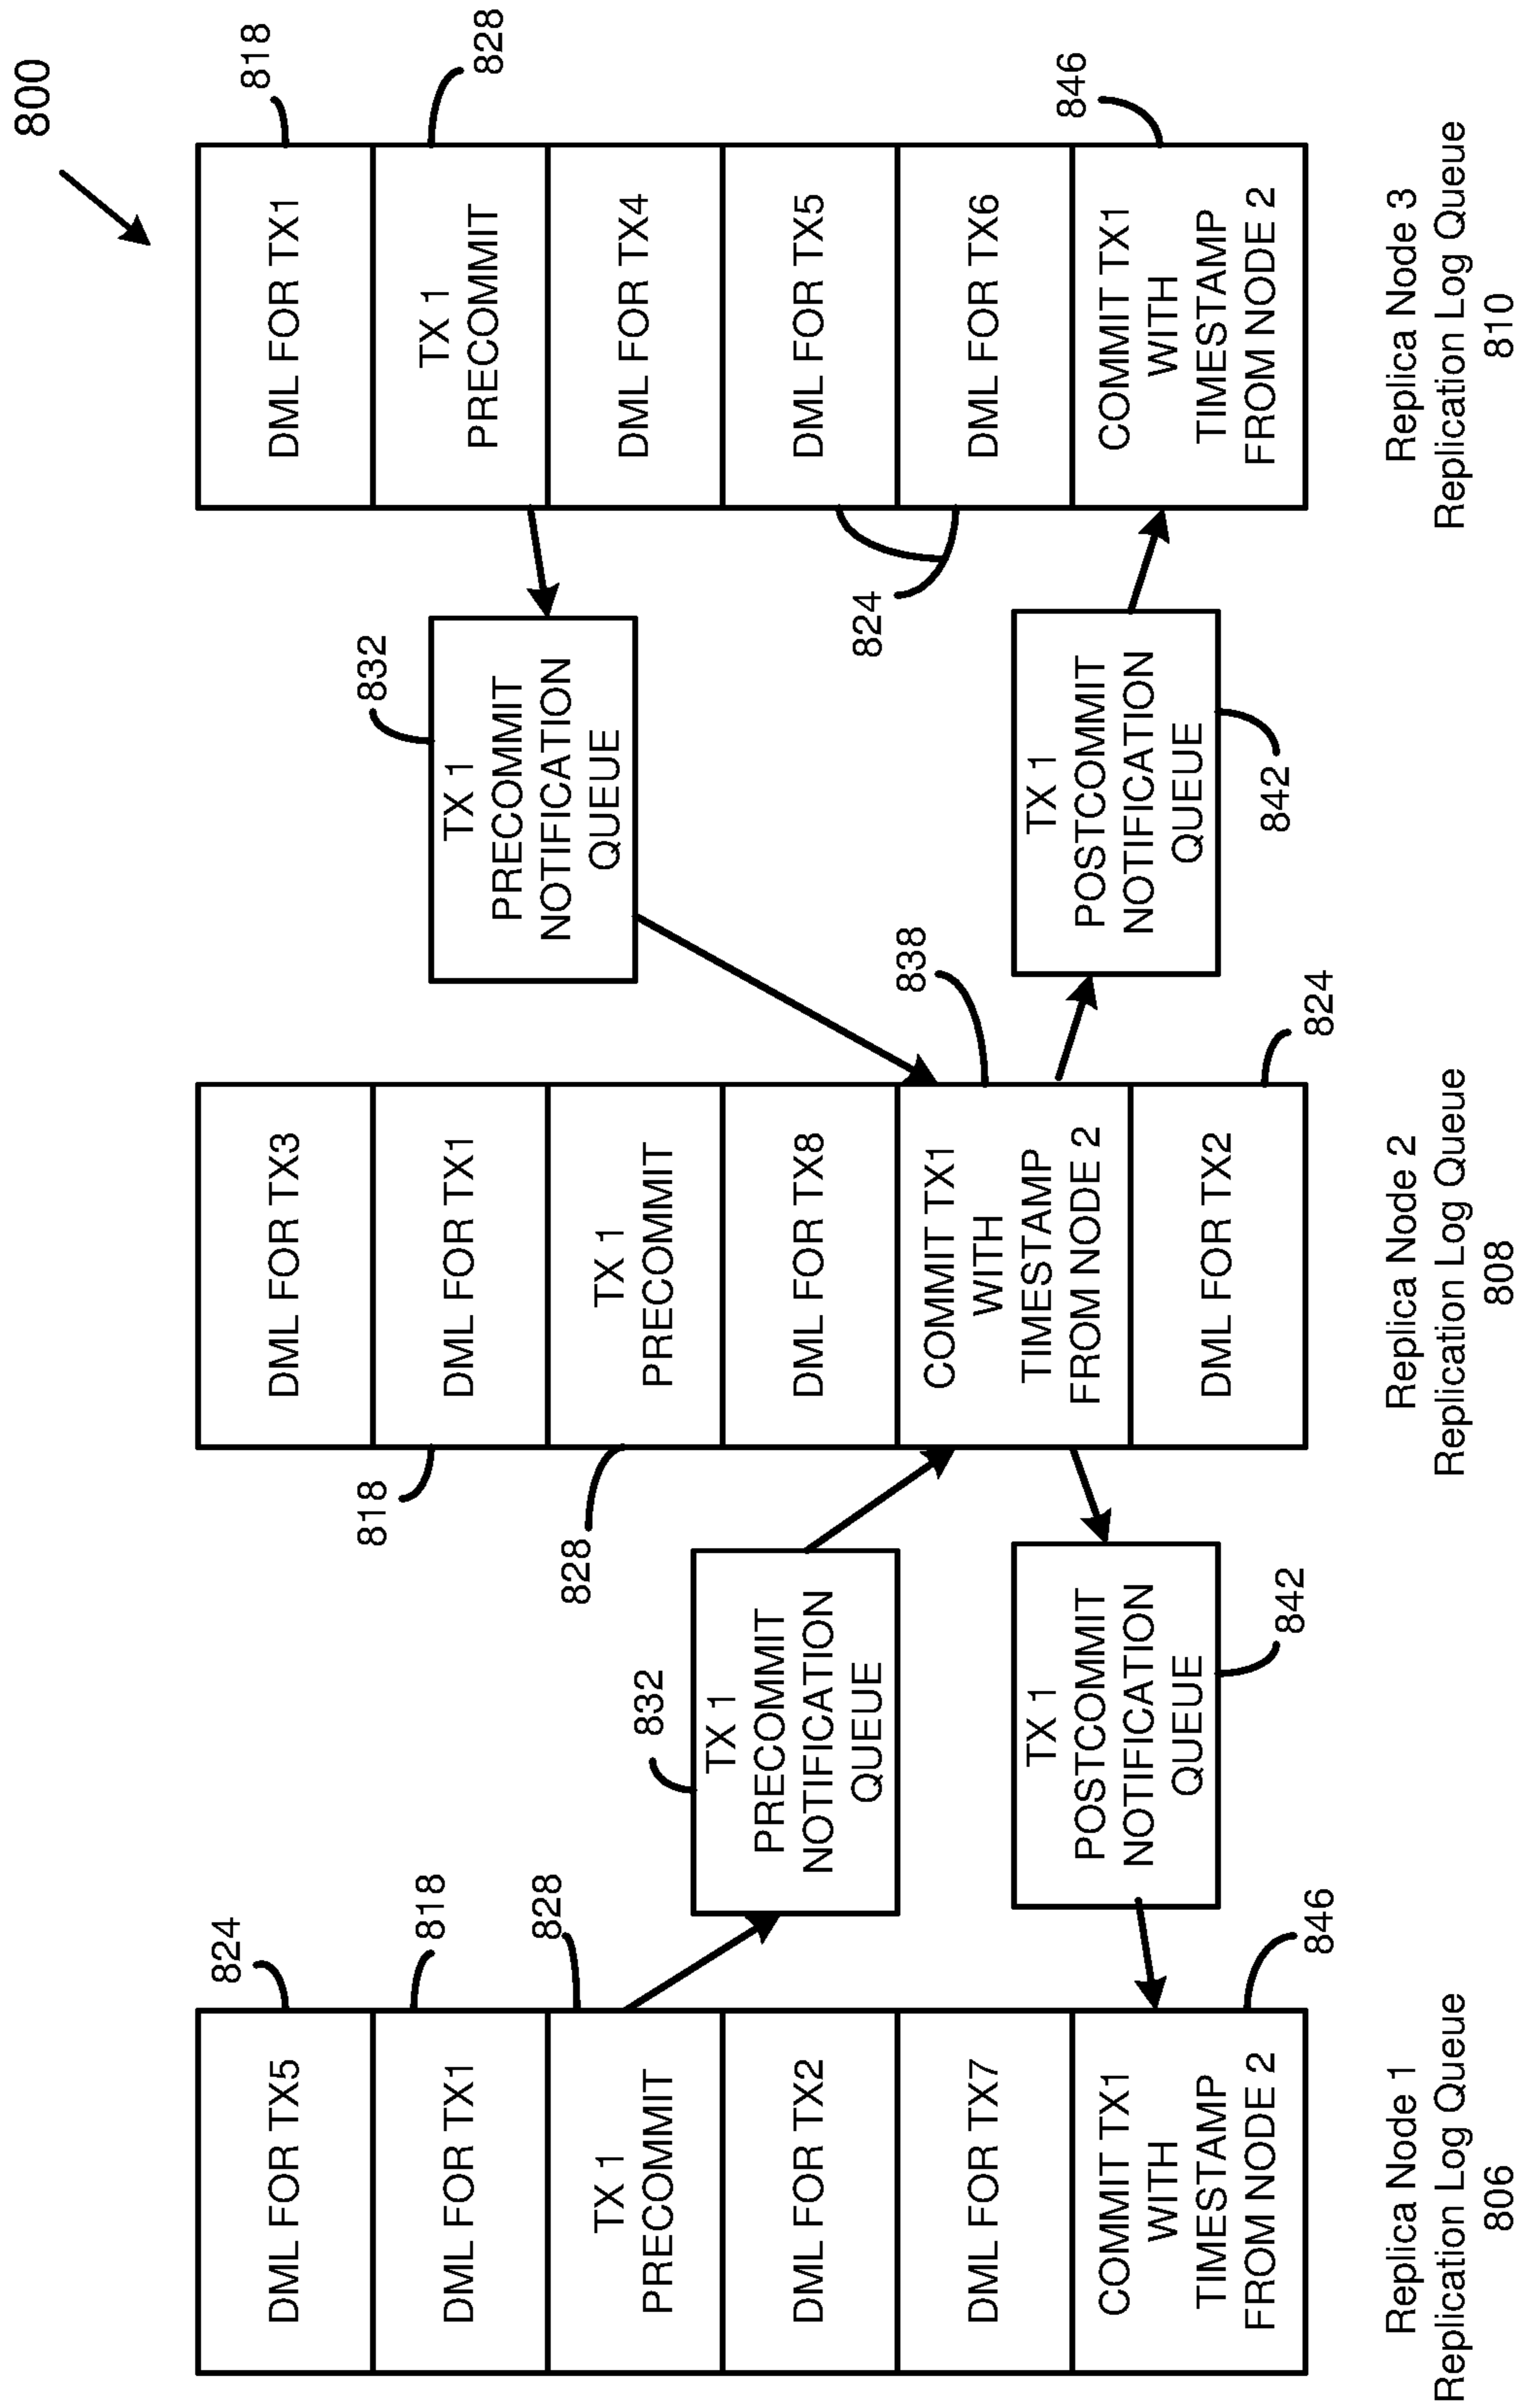 800
824
DML FOR TX5
818
DML FOR TX1
828
TX 1
PRECOMMIT
DML FOR TX2
DML FOR TX7
COMMIT TX1
WITH
TIMESTAMP
FROM NODE 2
846
Replica Node 1
Replication Log Queue
806
832
TX 1
PRECOMMIT
NOTIFICATION
QUEUE
TX 1
POSTCOMMIT
NOTIFICATION
QUEUE
842
DML FOR TX3
818
DML FOR TX1
828
TX 1
PRECOMMIT
DML FOR TX8
838
COMMIT TX1
WITH
TIMESTAMP
FROM NODE 2
DML FOR TX2
824
Replica Node 2
Replication Log Queue
808
832
TX 1
PRECOMMIT
NOTIFICATION
QUEUE
TX 1
POSTCOMMIT
NOTIFICATION
QUEUE
842
818
DML FOR TX1
828
TX 1
PRECOMMIT
DML FOR TX4
DML FOR TX5
824
DML FOR TX6
846
COMMIT TX1
WITH
TIMESTAMP
FROM NODE 2
Replica Node 3
Replication Log Queue
810